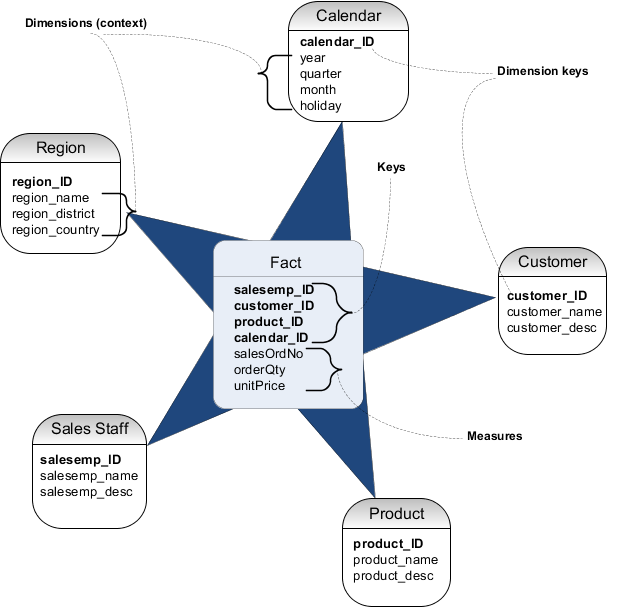 Calendar
Dimensions (context)
calendar_ID
year
quarter
month
holiday
Dimension keys
Region
region_ID
region_name
region_district
region_country
Keys
Fact
salesemp_ID
customer_ID
product_ID
calendar_ID
salesOrdNo
orderQty
unitPrice
Customer
customer_ID
customer_name
customer_desc
Sales Staff
salesemp_ID
salesemp_name
salesemp_desc
Measures
Product
product_ID
product_name
product_desc